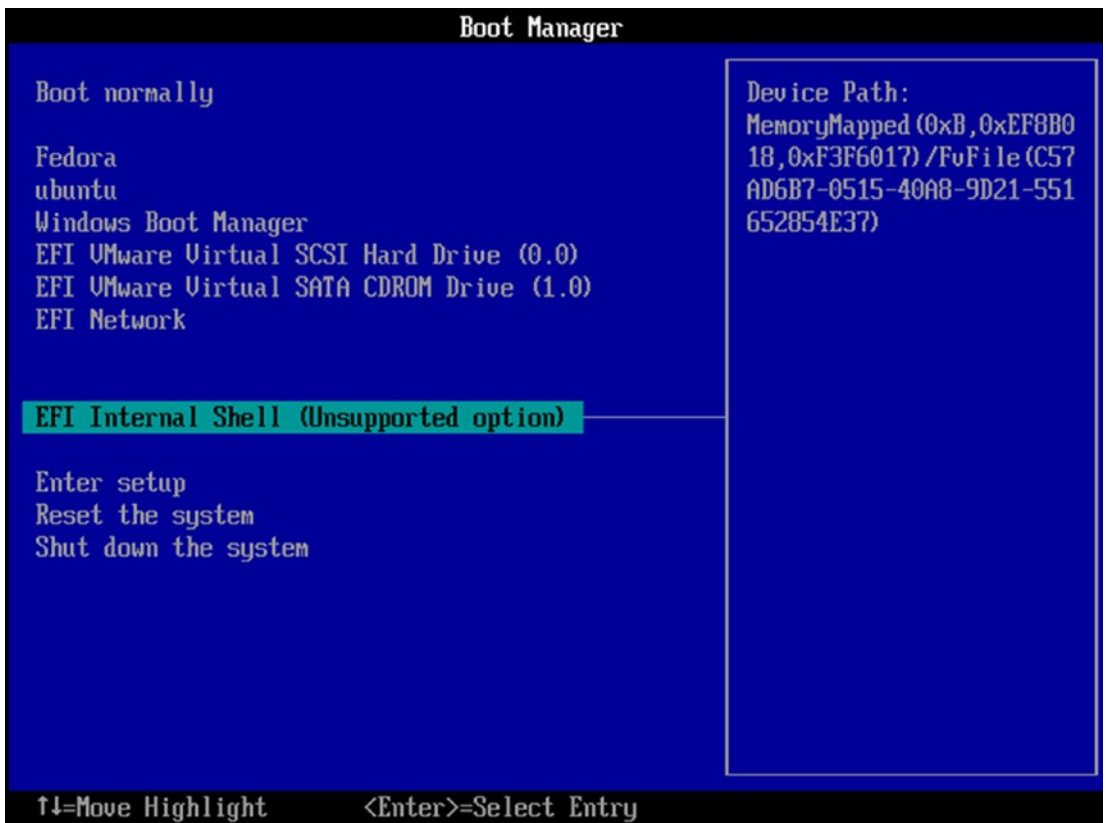 Boot Manager
Boot normally
Fedora
ubuntu
Windows Boot Manager
EFI VMware Virtual SCSI Hard Drive (0.0)
EFI VMware Virtual SATA CDROM Drive (1.0)
EFI Network
EFI Internal Shell (Unsupported option)
Enter setup
Reset the system
Shut down the system
Device Path:
MemoryMapped(0xB,0xEF8B0
18,0xF3F6017)/FvFile(C57
AD6B7-0515-40A8-9D21-551
652854E37)
↑↓=Move Highlight <Enter>=Select Entry